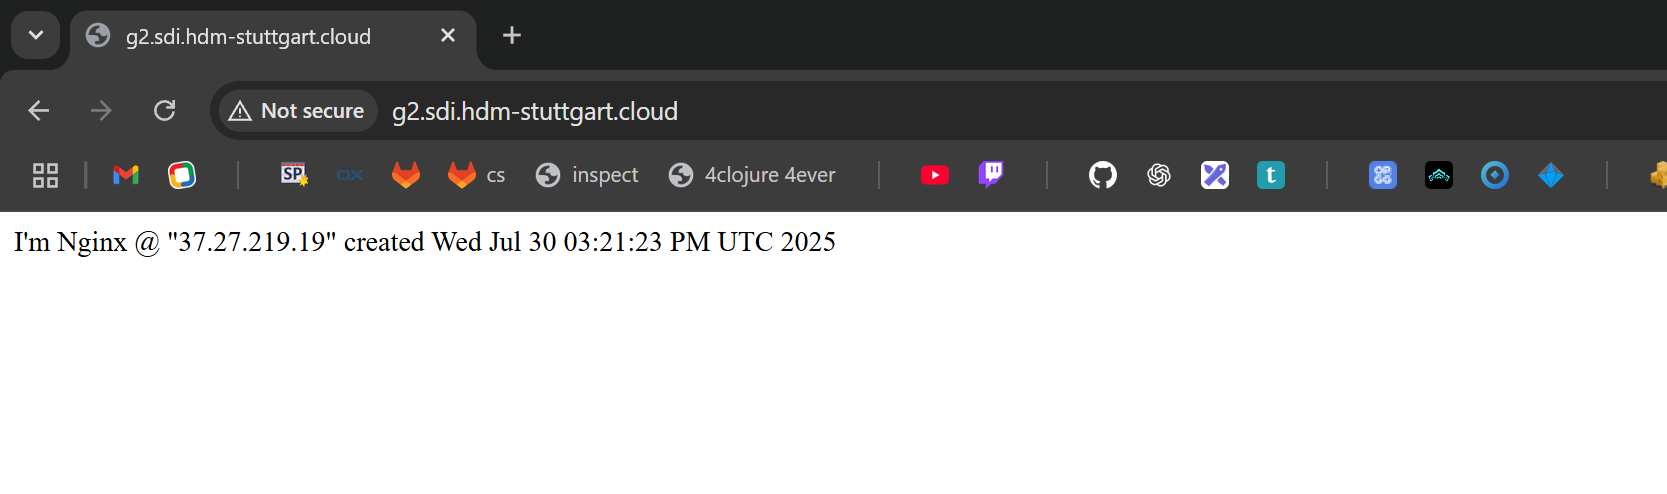 g2.sdi.hdm-stuttgart.cloud
Not secure g2.sdi.hdm-stuttgart.cloud
SP OX cs inspect 4clojure 4ever t
I'm Nginx @ "37.27.219.19" created Wed Jul 30 03:21:23 PM UTC 2025